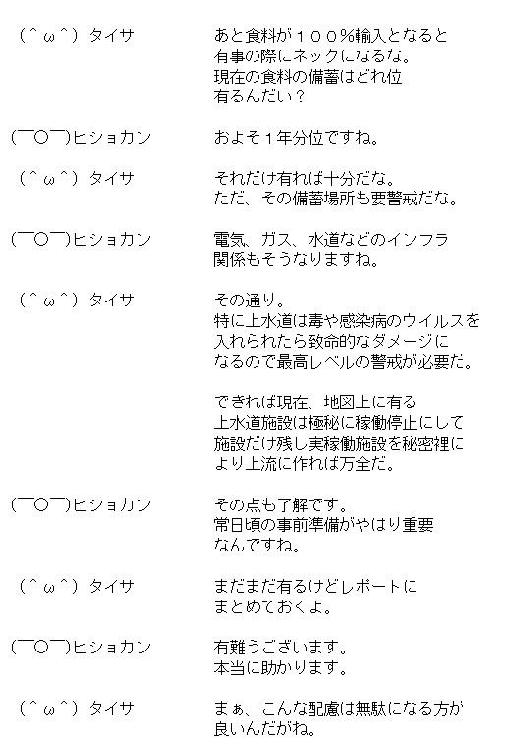 （＾ω＾）タイサ　あと食料が１００％輸入となると
有事の際にネックになるな。
現在の食料の備蓄はどれ位
有るんだい？
(￣○￣)ヒショカン　およそ１年分位ですね。
（＾ω＾）タイサ　それだけ有れば十分だな。
ただ、その備蓄場所も要警戒だな。
(￣○￣)ヒショカン　電気、ガス、水道などのインフラ
関係もそうなりますね。
（＾ω＾）タイサ　その通り。
特に上水道は毒や感染病のウイルスを
入れられたら致命的なダメージに
なるので最高レベルの警戒が必要だ。
できれば現在、地図上に有る
上水道施設は極秘に稼働停止にして
施設だけ残し実稼働施設を秘密裡に
より上流に作れば万全だ。
(￣○￣)ヒショカン　その点も了解です。
常日頃の事前準備がやはり重要
なんですね。
（＾ω＾）タイサ　まだまだ有るけどレポートに
まとめておくよ。
(￣○￣)ヒショカン　有難うございます。
本当に助かります。
（＾ω＾）タイサ　まぁ、こんな配慮は無駄になる方が
良いんだがね。